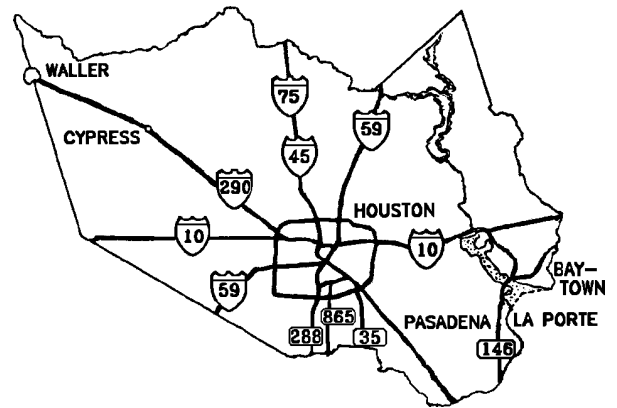 WALLER
75
59
CYPRESS
45
290
HOUSTON
10
10
59
BAY-
TOWN
865
PASADENA
LA PORTE
288
35
146